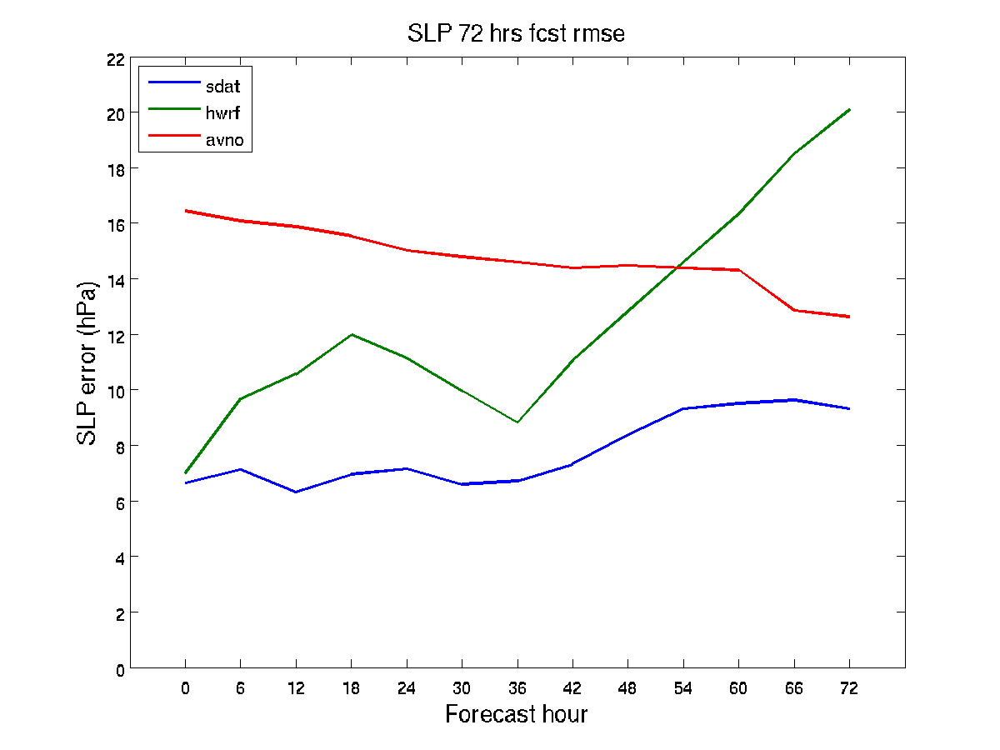 SLP 72 hrs fcst rmse
22
sdat
hwrf
avno
20
18
16
14
12
10
8
6
4
2
0
SLP error (hPa)
0 6 12 18 24 30 36 42 48 54 60 66 72
Forecast hour